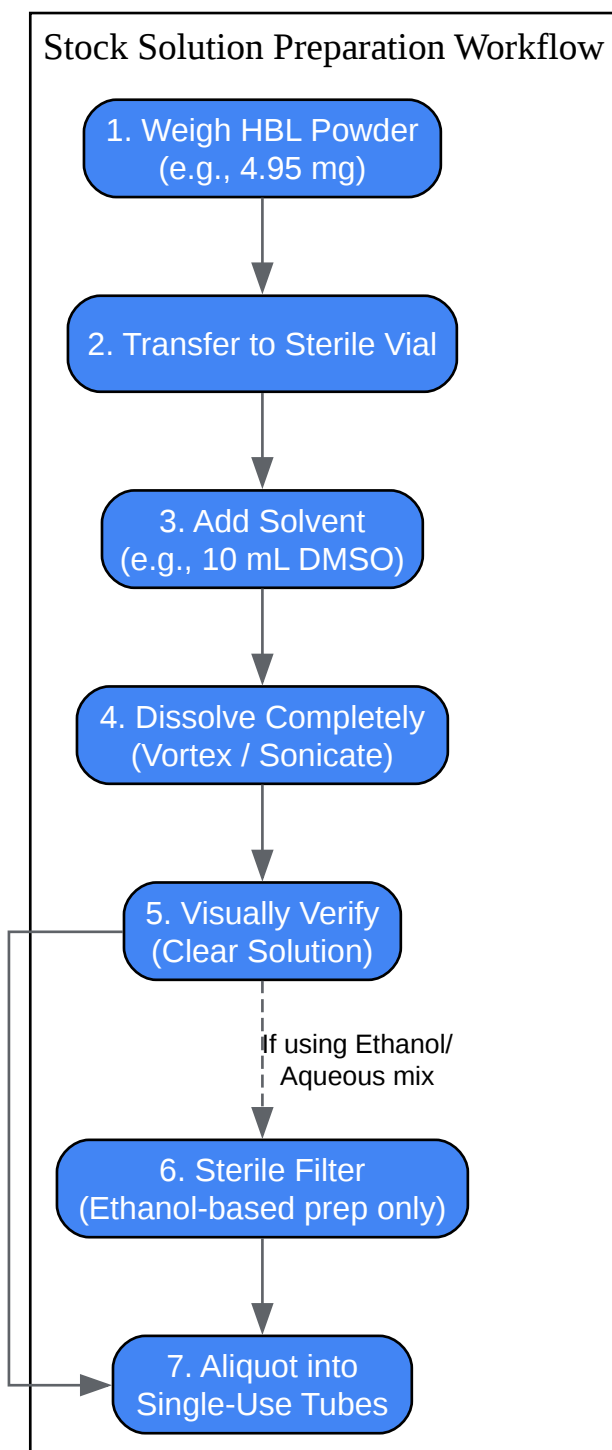 Stock Solution Preparation Workflow
1. Weigh HBL Powder
(e.g., 4.95 mg)
2. Transfer to Sterile Vial
3. Add Solvent
(e.g., 10 mL DMSO)
4. Dissolve Completely
(Vortex / Sonicate)
5. Visually Verify
(Clear Solution)
If using Ethanol/
Aqueous mix
6. Sterile Filter
(Ethanol-based prep only)
7. Aliquot into
Single-Use Tubes